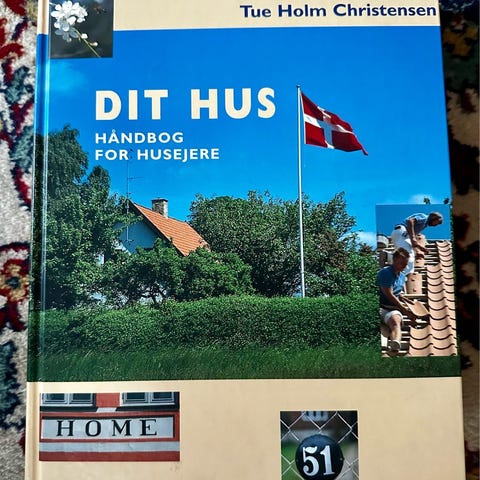 Tue Holm Christensen
DIT HUS
HÅNDBOG
FOR HUSEJERE
HOME
51